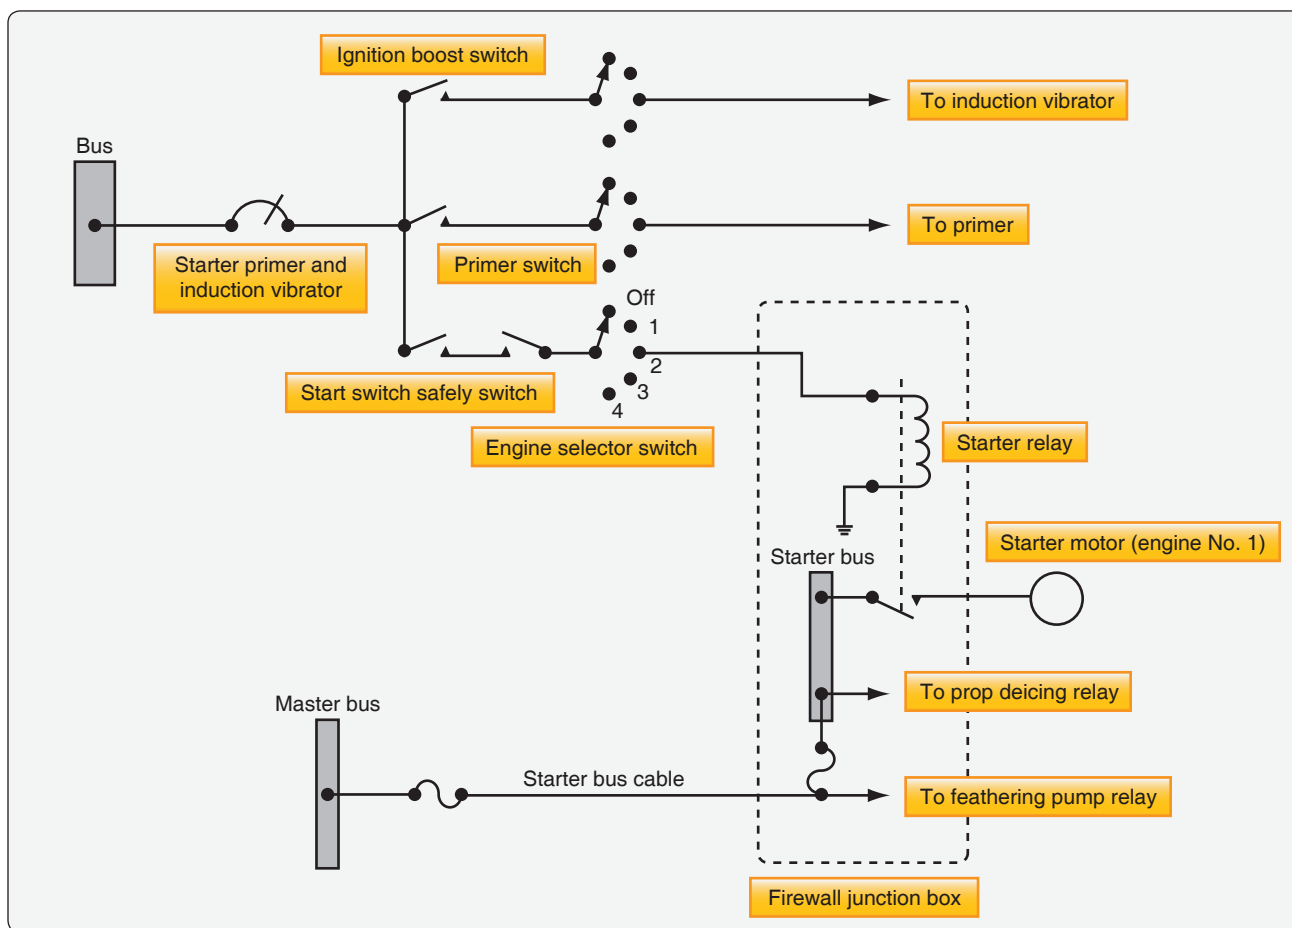 Ignition boost switch
To induction vibrator
Bus
To primer
Starter primer and
induction vibrator
Primer switch
Off
1
2
3
4
Start switch safely switch
Engine selector switch
Starter relay
Starter motor (engine No. 1)
Starter bus
To prop deicing relay
Master bus
Starter bus cable
To feathering pump relay
Firewall junction box